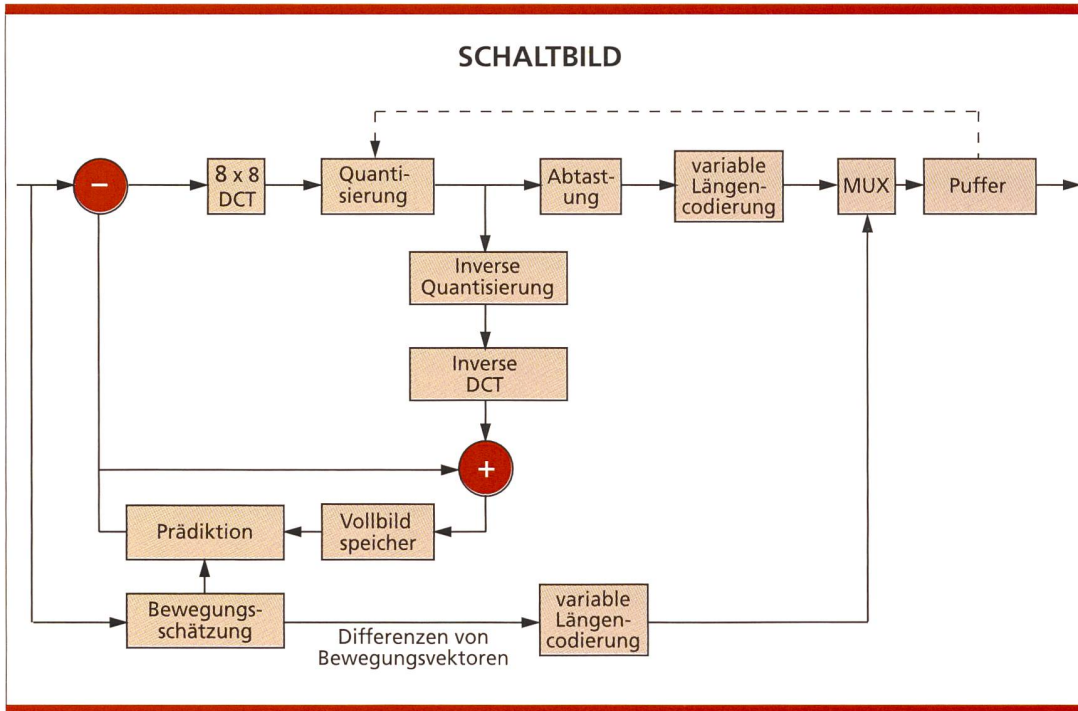 SCHALTBILD
−
8 x 8
DCT
Quanti-
sierung
Abtast-
ung
variable
Längen-
codierung
MUX
Puffer
Inverse
Quantisierung
Inverse
DCT
+
Prädiktion
Vollbild
speicher
Bewegungs-
schätzung
Differenzen von
Bewegungsvektoren
variable
Längen-
codierung